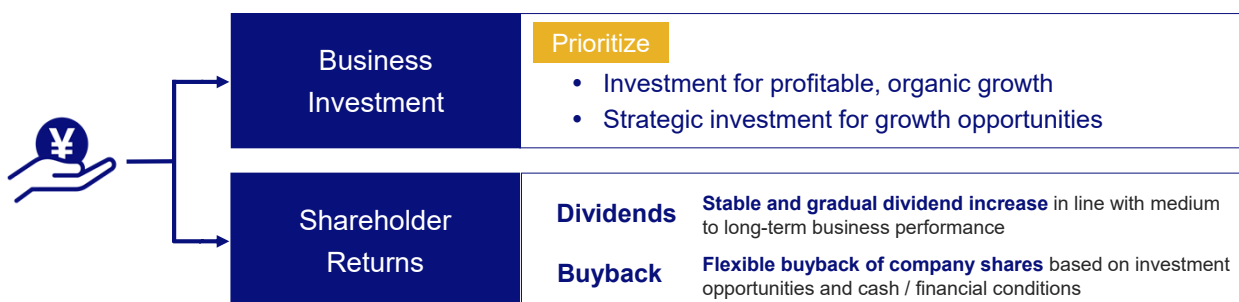 ¥
Business
Investment
Prioritize
• Investment for profitable, organic growth
• Strategic investment for growth opportunities
Shareholder
Returns
Dividends
Stable and gradual dividend increase in line with medium
to long-term business performance
Buyback
Flexible buyback of company shares based on investment
opportunities and cash / financial conditions